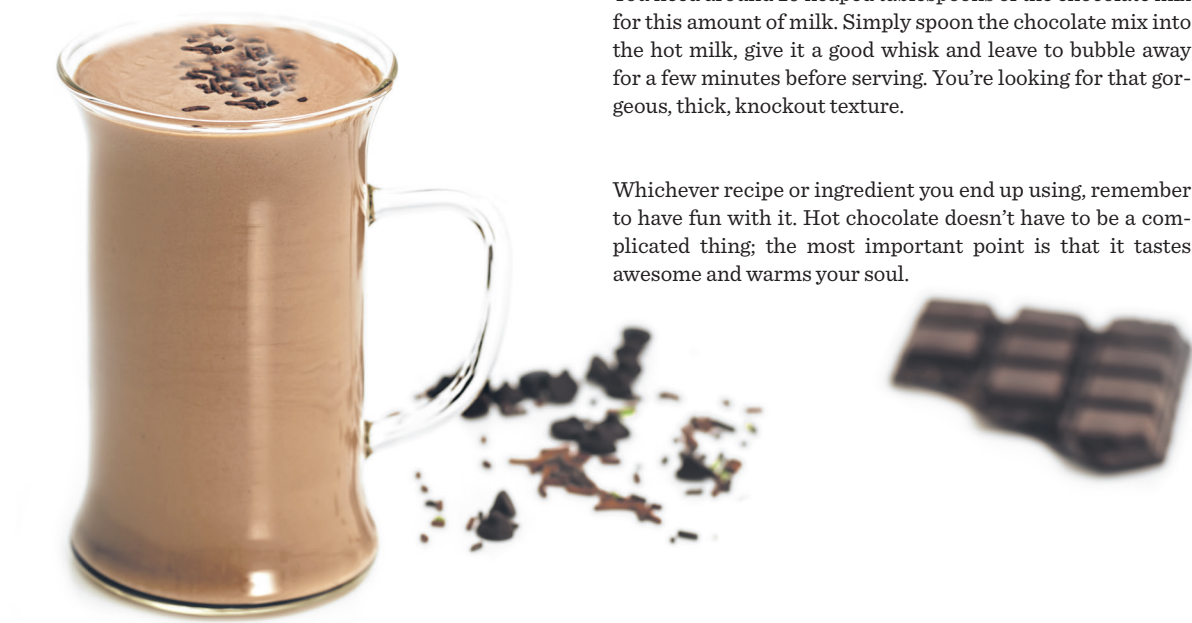 for this amount of milk. Simply spoon the chocolate mix into
the hot milk, give it a good whisk and leave to bubble away
for a few minutes before serving. You’re looking for that gor-
geous, thick, knockout texture.
Whichever recipe or ingredient you end up using, remember
to have fun with it. Hot chocolate doesn’t have to be a com-
plicated thing; the most important point is that it tastes
awesome and warms your soul.